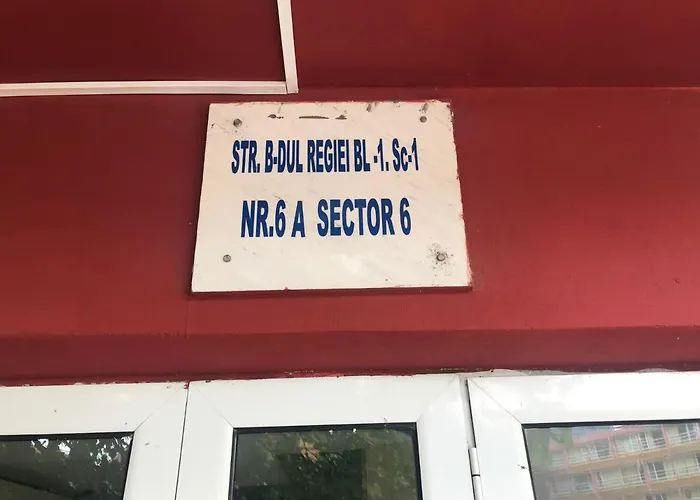 STR. B-DUL REGIEI BL -1. Sc-1
NR.6 A SECTOR 6